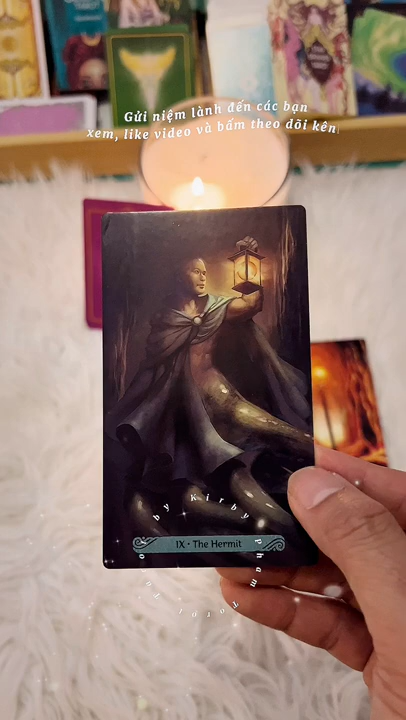 Gửi niệm lành đến các bạn
xem, like video và bấm theo dõi kên
IX • The Hermit
by Kirby Pham